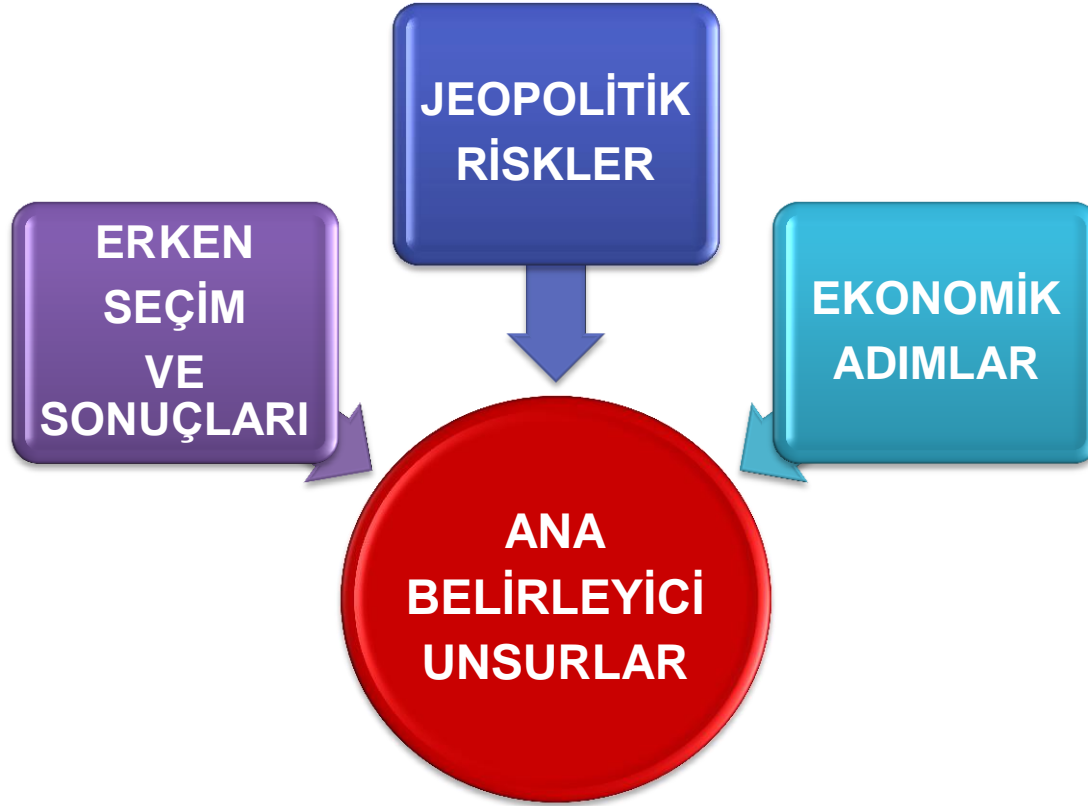 JEOPOLİTİK
RİSKLER
ERKEN
SEÇİM
VE
SONUÇLARI
EKONOMİK
ADIMLAR
ANA
BELİRLEYİCİ
UNSURLAR